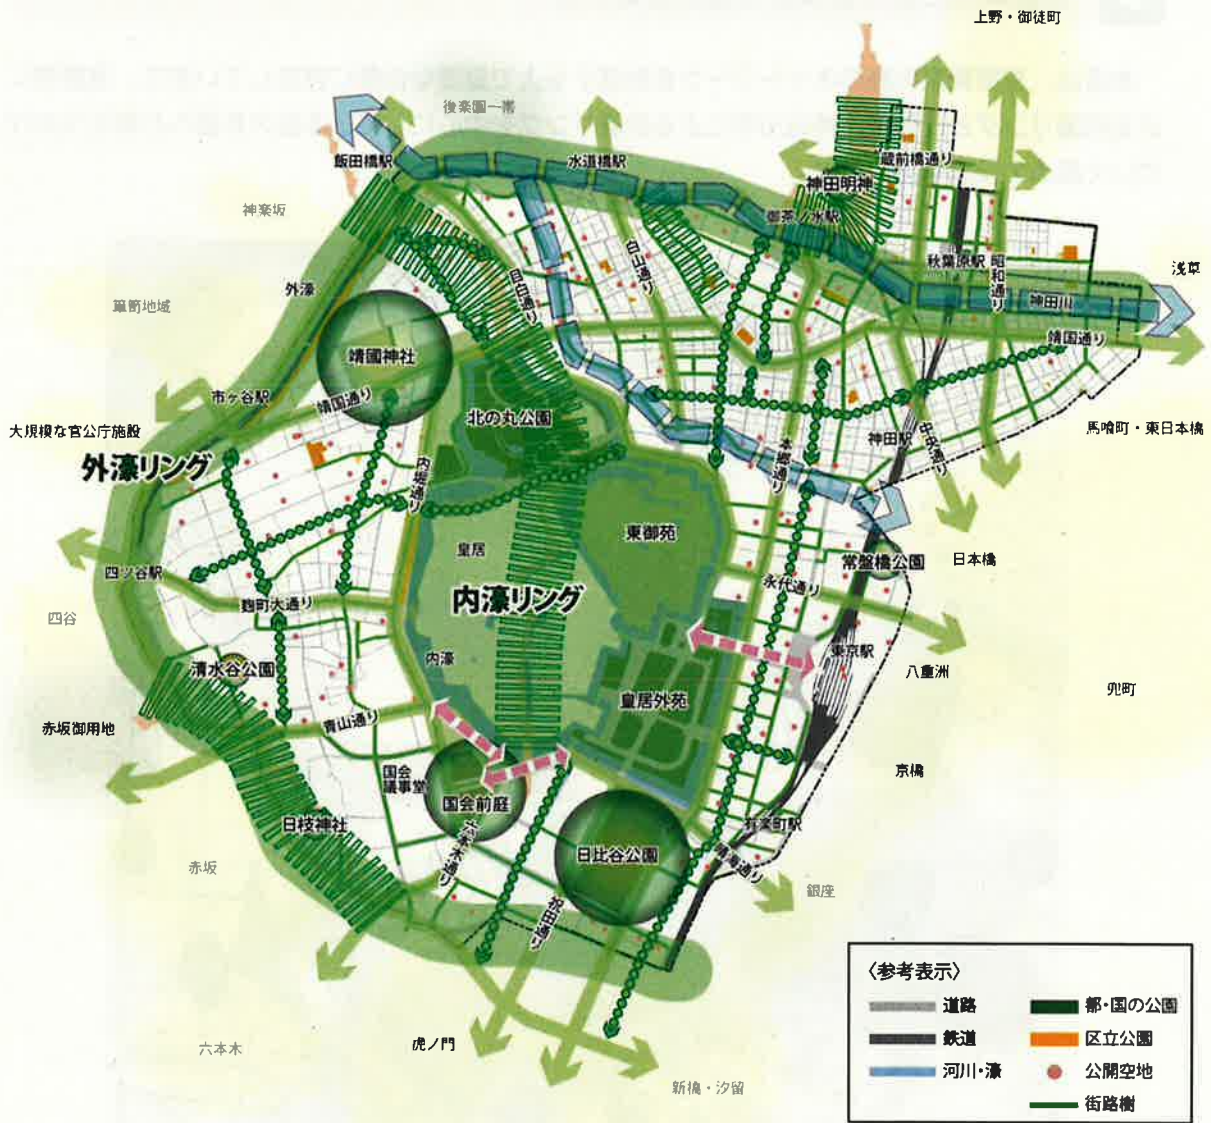 上野・御徒町
後楽園一帯
飯田橋駅
水道橋駅
蔵前橋通り
神田明神
神楽坂
御茶ノ水駅
白山通り
目白通り
秋葉原駅
昭和通り
浅草
外濠
神田川
簞笥地域
靖国通り
靖國神社
市ヶ谷駅
靖国通り
北の丸公園
大規模な官公庁施設
馬喰町・東日本橋
神田駅
中央通り
外濠リング
内堀通り
本郷通り
東御苑
皇居
日本橋
常盤橋公園
四ツ谷駅
永代通り
内濠リング
麹町大通り
四谷
内濠
東京駅
清水谷公園
八重洲
兜町
皇居外苑
赤坂御用地
青山通り
京橋
国会
議事堂
国会前庭
日枝神社
有楽町駅
六本木通り
日比谷公園
晴海通り
赤坂
銀座
祝田通り
〈参考表示〉
道路
都・国の公園
鉄道
区立公園
河川・濠
公開空地
街路樹
六本木
虎ノ門
新橋・汐留